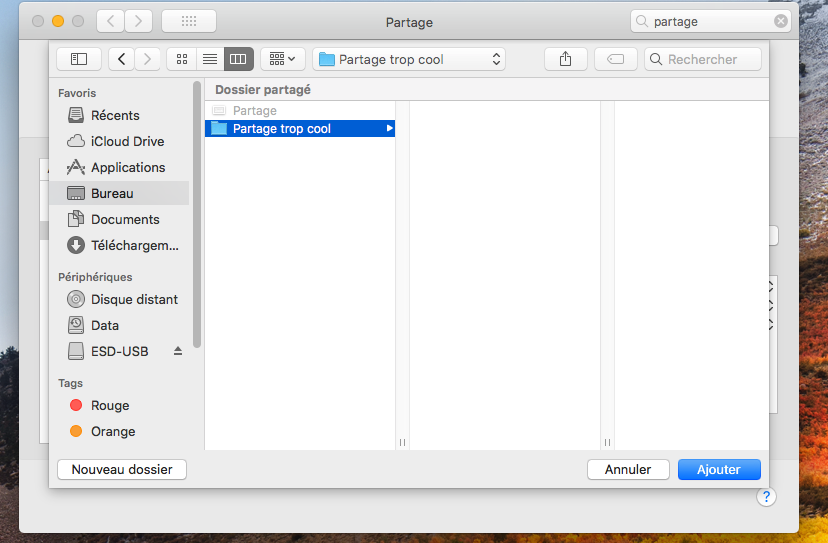 Partage
partage
Partage trop cool
Rechercher
Favoris
Récents
iCloud Drive
Applications
Bureau
Documents
Téléchargem...
Périphériques
Disque distant
Data
ESD-USB
Tags
Rouge
Orange
Dossier partagé
Partage
Partage trop cool
Nouveau dossier
Annuler
Ajouter
?